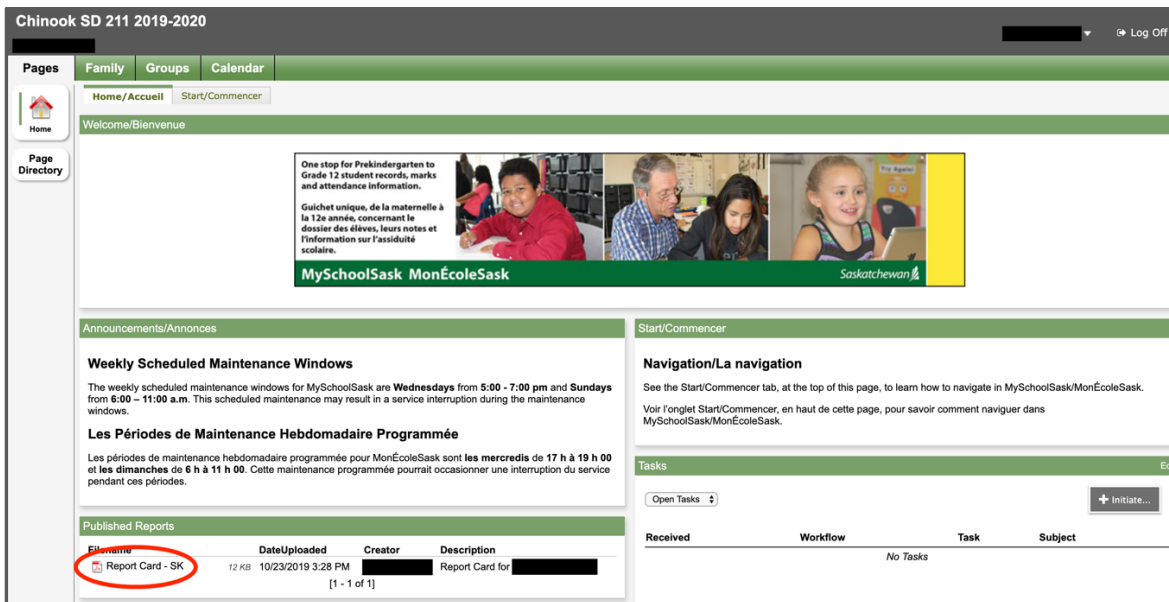 Chinook SD 211 2019-2020
Log Off
Pages
Family
Groups
Calendar
Home
Page
Directory
Home/Accueil
Start/Commencer
Welcome/Bienvenue
One stop for Prekindergarten to
Grade 12 student records, marks
and attendance information.
Guichet unique, de la maternelle à
la 12e année, concernant le
dossier des élèves, leurs notes et
l'information sur l'assiduité
scolaire.
Try Again!
MySchoolSask MonÉcoleSask
Saskatchewan
Announcements/Annonces
Weekly Scheduled Maintenance Windows
The weekly scheduled maintenance windows for MySchoolSask are Wednesdays from 5:00 - 7:00 pm and Sundays
from 6:00 – 11:00 a.m. This scheduled maintenance may result in a service interruption during the maintenance
windows.
Les Périodes de Maintenance Hebdomadaire Programmée
Les périodes de maintenance hebdomadaire programmée pour MonÉcoleSask sont les mercredis de 17 h à 19 h 00
et les dimanches de 6 h à 11 h 00. Cette maintenance programmée pourrait occasionner une interruption du service
pendant ces périodes.
Published Reports
Filename DateUploaded Creator Description
Report Card - SK 12 KB 10/23/2019 3:28 PM Report Card for
[1 - 1 of 1]
Start/Commencer
Navigation/La navigation
See the Start/Commencer tab, at the top of this page, to learn how to navigate in MySchoolSask/MonÉcoleSask.
Voir l'onglet Start/Commencer, en haut de cette page, pour savoir comment naviguer dans
MySchoolSask/MonÉcoleSask.
Tasks
Open Tasks
Initiate...
Received Workflow Task Subject
No Tasks